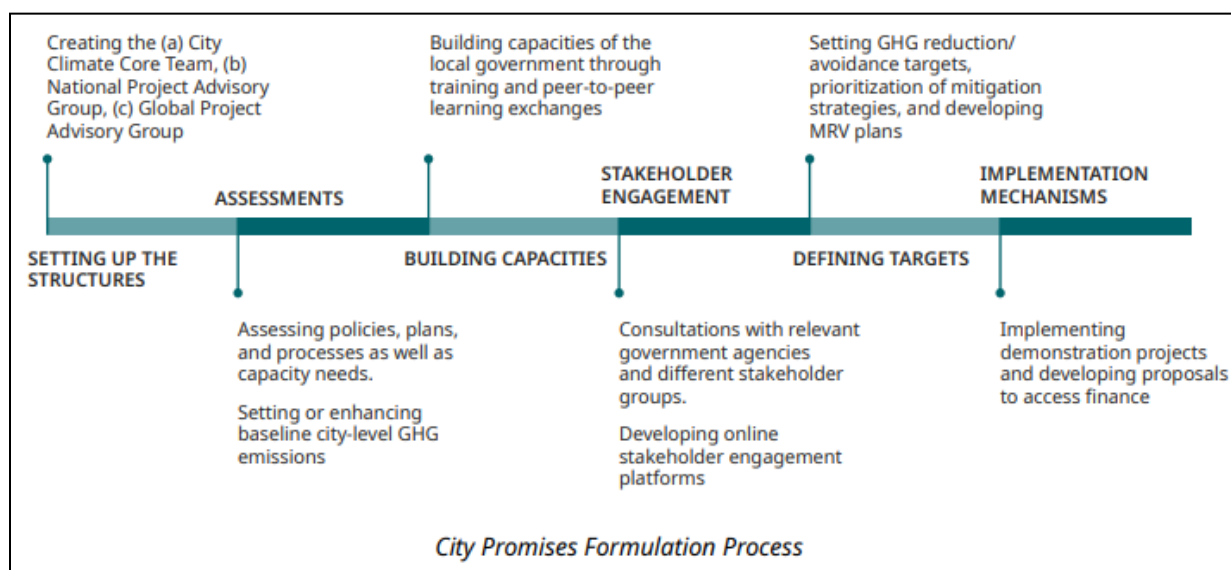 Creating the (a) City
Climate Core Team, (b)
National Project Advisory
Group, (c) Global Project
Advisory Group
Building capacities of the
local government through
training and peer-to-peer
learning exchanges
Setting GHG reduction/
avoidance targets,
prioritization of mitigation
strategies, and developing
MRV plans
ASSESSMENTS
STAKEHOLDER
ENGAGEMENT
IMPLEMENTATION
MECHANISMS
SETTING UP THE
STRUCTURES
BUILDING CAPACITIES
DEFINING TARGETS
Assessing policies, plans,
and processes as well as
capacity needs.
Setting or enhancing
baseline city-level GHG
emissions
Consultations with relevant
government agencies
and different stakeholder
groups.
Developing online
stakeholder engagement
platforms
Implementing
demonstration projects
and developing proposals
to access finance
City Promises Formulation Process